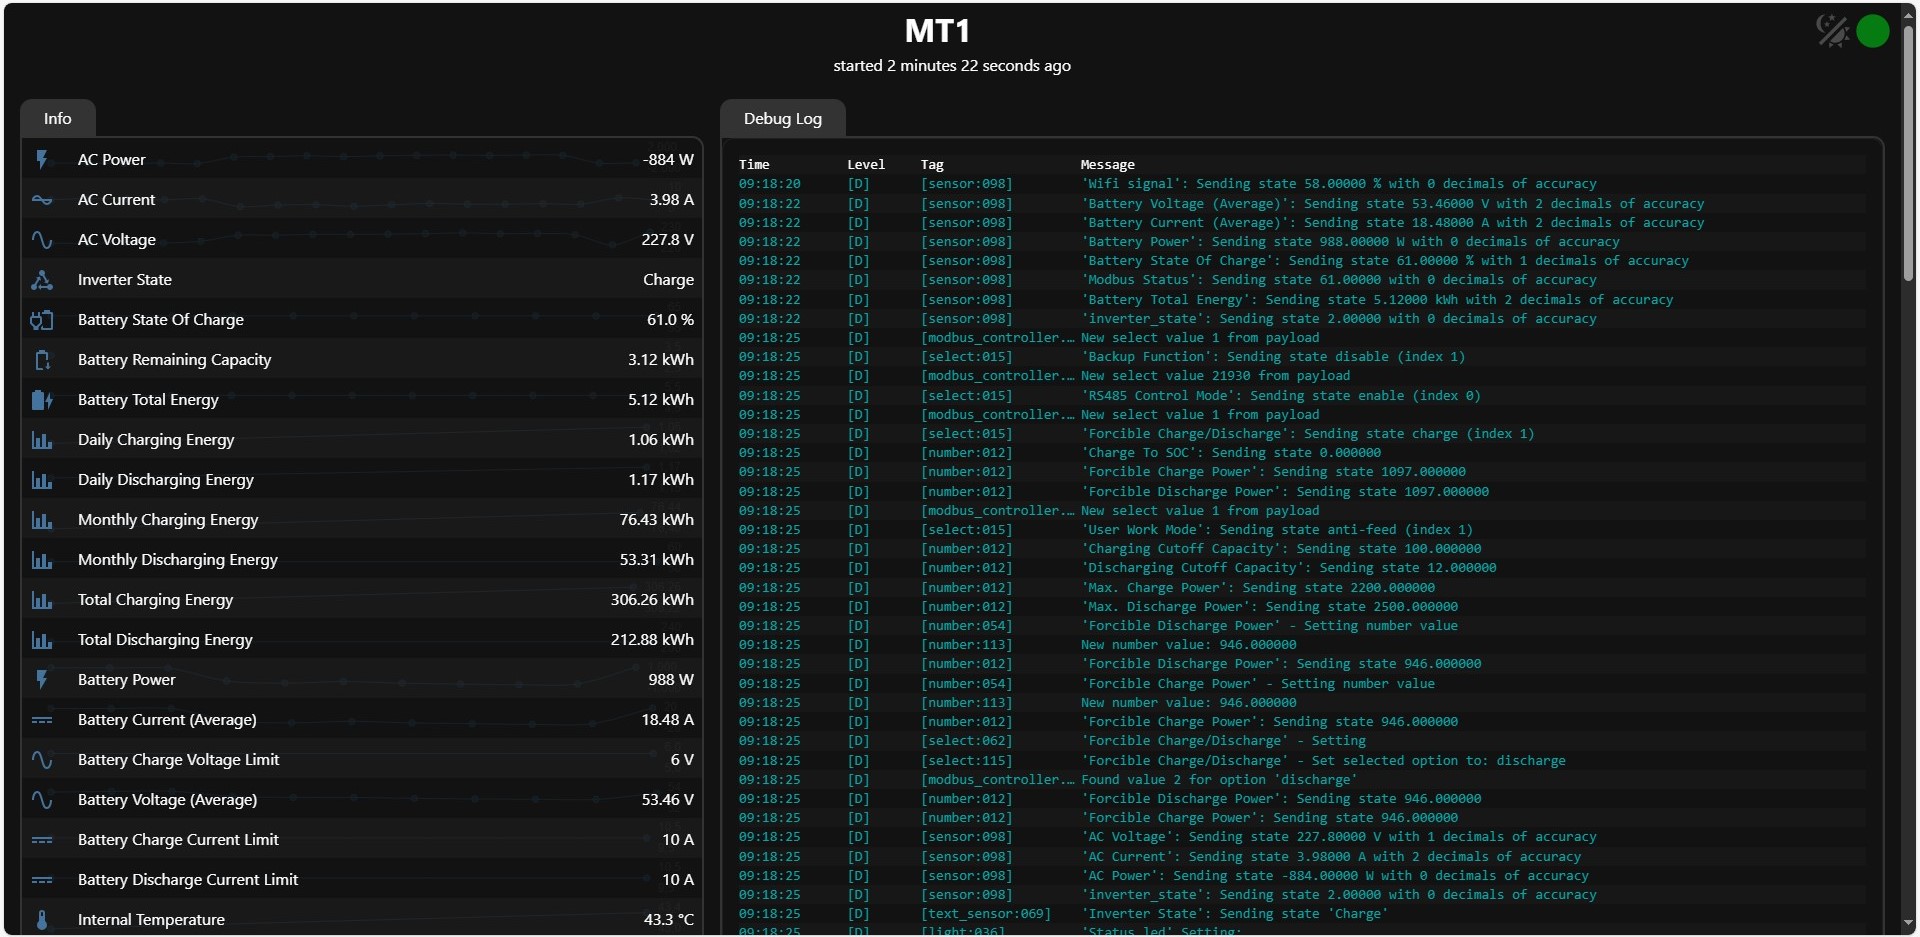 MT1
started 2 minutes 22 seconds ago
Info
AC Power -884 W
AC Current 3.98 A
AC Voltage 227.8 V
Inverter State Charge
Battery State Of Charge 61.0 %
Battery Remaining Capacity 3.12 kWh
Battery Total Energy 5.12 kWh
Daily Charging Energy 1.06 kWh
Daily Discharging Energy 1.17 kWh
Monthly Charging Energy 76.43 kWh
Monthly Discharging Energy 53.31 kWh
Total Charging Energy 306.26 kWh
Total Discharging Energy 212.88 kWh
Battery Power 988 W
Battery Current (Average) 18.48 A
Battery Charge Voltage Limit 6 V
Battery Voltage (Average) 53.46 V
Battery Charge Current Limit 10 A
Battery Discharge Current Limit 10 A
Internal Temperature 43.3 °C
Debug Log
Time Level Tag Message
09:18:20 [D] [sensor:098] 'Wifi signal': Sending state 58.00000 % with 0 decimals of accuracy
09:18:22 [D] [sensor:098] 'Battery Voltage (Average)': Sending state 53.46000 V with 2 decimals of accuracy
09:18:22 [D] [sensor:098] 'Battery Current (Average)': Sending state 18.48000 A with 2 decimals of accuracy
09:18:22 [D] [sensor:098] 'Battery Power': Sending state 988.00000 W with 0 decimals of accuracy
09:18:22 [D] [sensor:098] 'Battery State Of Charge': Sending state 61.00000 % with 1 decimals of accuracy
09:18:22 [D] [sensor:098] 'Modbus Status': Sending state 61.00000 with 0 decimals of accuracy
09:18:22 [D] [sensor:098] 'Battery Total Energy': Sending state 5.12000 kWh with 2 decimals of accuracy
09:18:22 [D] [sensor:098] 'inverter_state': Sending state 2.00000 with 0 decimals of accuracy
09:18:25 [D] [modbus_controller.… New select value 1 from payload
09:18:25 [D] [select:015] 'Backup Function': Sending state disable (index 1)
09:18:25 [D] [modbus_controller.… New select value 21930 from payload
09:18:25 [D] [select:015] 'RS485 Control Mode': Sending state enable (index 0)
09:18:25 [D] [modbus_controller.… New select value 1 from payload
09:18:25 [D] [select:015] 'Forcible Charge/Discharge': Sending state charge (index 1)
09:18:25 [D] [number:012] 'Charge To SOC': Sending state 0.000000
09:18:25 [D] [number:012] 'Forcible Charge Power': Sending state 1097.000000
09:18:25 [D] [number:012] 'Forcible Discharge Power': Sending state 1097.000000
09:18:25 [D] [modbus_controller.… New select value 1 from payload
09:18:25 [D] [select:015] 'User Work Mode': Sending state anti-feed (index 1)
09:18:25 [D] [number:012] 'Charging Cutoff Capacity': Sending state 100.000000
09:18:25 [D] [number:012] 'Discharging Cutoff Capacity': Sending state 12.000000
09:18:25 [D] [number:012] 'Max. Charge Power': Sending state 2200.000000
09:18:25 [D] [number:012] 'Max. Discharge Power': Sending state 2500.000000
09:18:25 [D] [number:054] 'Forcible Discharge Power' - Setting number value
09:18:25 [D] [number:113] New number value: 946.000000
09:18:25 [D] [number:012] 'Forcible Discharge Power': Sending state 946.000000
09:18:25 [D] [number:054] 'Forcible Charge Power' - Setting number value
09:18:25 [D] [number:113] New number value: 946.000000
09:18:25 [D] [number:012] 'Forcible Charge Power': Sending state 946.000000
09:18:25 [D] [select:062] 'Forcible Charge/Discharge' - Setting
09:18:25 [D] [select:115] 'Forcible Charge/Discharge' - Set selected option to: discharge
09:18:25 [D] [modbus_controller.… Found value 2 for option 'discharge'
09:18:25 [D] [number:012] 'Forcible Discharge Power': Sending state 946.000000
09:18:25 [D] [number:012] 'Forcible Charge Power': Sending state 946.000000
09:18:25 [D] [sensor:098] 'AC Voltage': Sending state 227.80000 V with 1 decimals of accuracy
09:18:25 [D] [sensor:098] 'AC Current': Sending state 3.98000 A with 2 decimals of accuracy
09:18:25 [D] [sensor:098] 'AC Power': Sending state -884.00000 W with 0 decimals of accuracy
09:18:25 [D] [sensor:098] 'inverter_state': Sending state 2.00000 with 0 decimals of accuracy
09:18:25 [D] [text_sensor:069] 'Inverter State': Sending state 'Charge'
09:18:25 [D] [light:036] 'Status led' Setting: